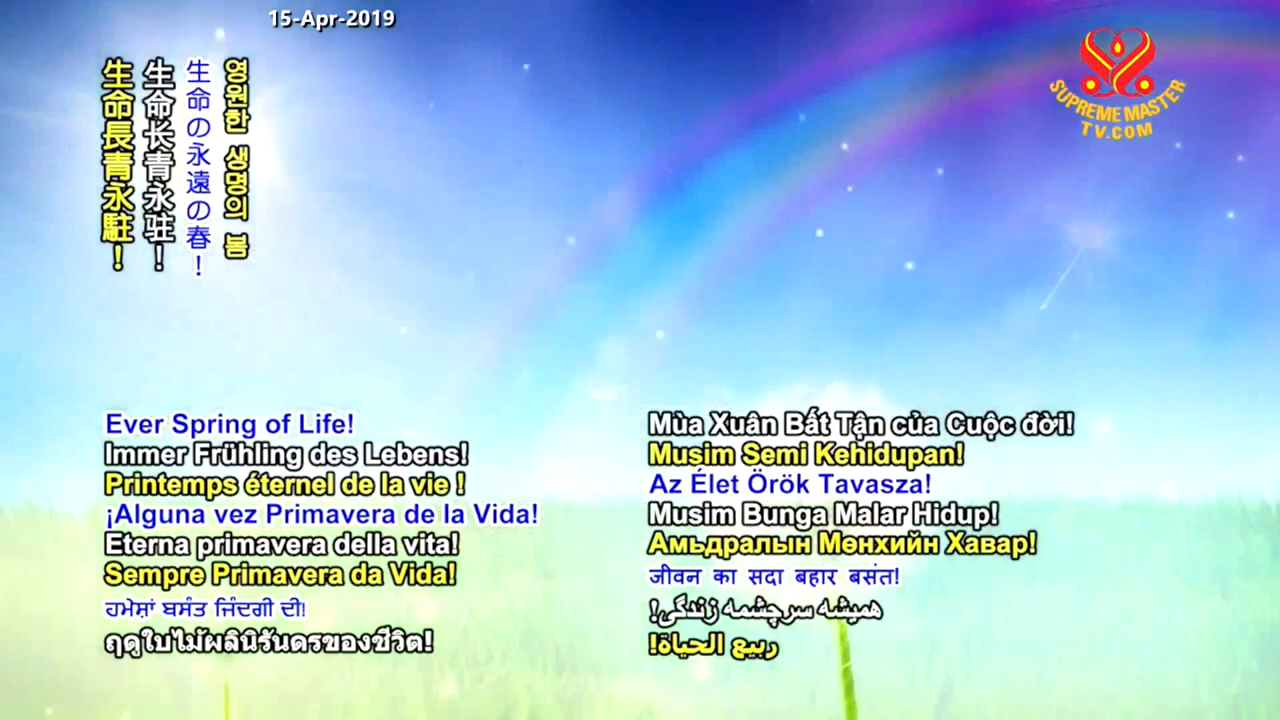 15-Apr-2019
SUPREME MASTER
TV.COM
영원한 생명의 봄
生命の永遠の春！
生命长青永驻！
生命長青永駐！
Ever Spring of Life!
Immer Frühling des Lebens!
Printemps éternel de la vie !
¡Alguna vez Primavera de la Vida!
Eterna primavera della vita!
Sempre Primavera da Vida!
ਹਮੇਸ਼ਾਂ ਬਸੰਤ ਜਿੰਦਗੀ ਦੀ!
ฤดูใบไม้ผลินิรันดรของชีวิต!
Mùa Xuân Bất Tận của Cuộc đời!
Musim Semi Kehidupan!
Az Élet Örök Tavasza!
Musim Bunga Malar Hidup!
Амьдралын Мөнхийн Хавар!
जीवन का सदा बहार बसंत!
همیشه سرچشمه زندگی!
ربيع الحياة!